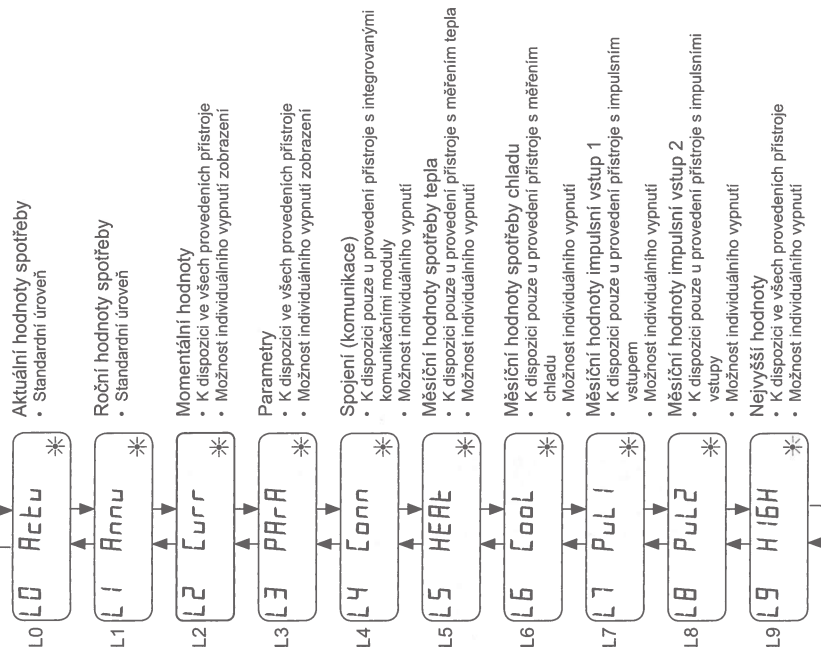 L0
L0 Actu
Aktuální hodnoty spotřeby
• Standardní úroveň
L1
L1 Annu
Roční hodnoty spotřeby
• Standardní úroveň
L2
L2 Curr
Momentální hodnoty
• K dispozici ve všech provedeních přístroje
• Možnost individuálního vypnutí zobrazení
L3
L3 PArA
Parametry
• K dispozici ve všech provedeních přístroje
• Možnost individuálního vypnutí zobrazení
L4
L4 Conn
Spojení (komunikace)
• K dispozici pouze u provedení přístroje s integrovanými
komunikačními moduly
• Možnost individuálního vypnutí
L5
L5 HEAt
Měsíční hodnoty spotřeby tepla
• K dispozici pouze u provedení přístroje s měřením tepla
• Možnost individuálního vypnutí
L6
L6 CooL
Měsíční hodnoty spotřeby chladu
• K dispozici pouze u provedení přístroje s měřením
chladu
• Možnost individuálního vypnutí
L7
L7 PuL1
Měsíční hodnoty impulsní vstup 1
• K dispozici pouze u provedení přístroje s impulsním
vstupem
• Možnost individuálního vypnutí
L8
L8 PuL2
Měsíční hodnoty impulsní vstup 2
• K dispozici pouze u provedení přístroje s impulsními
vstupy
• Možnost individuálního vypnutí
L9
L9 HIGH
Nejvyšší hodnoty
• K dispozici ve všech provedeních přístroje
• Možnost individuálního vypnutí